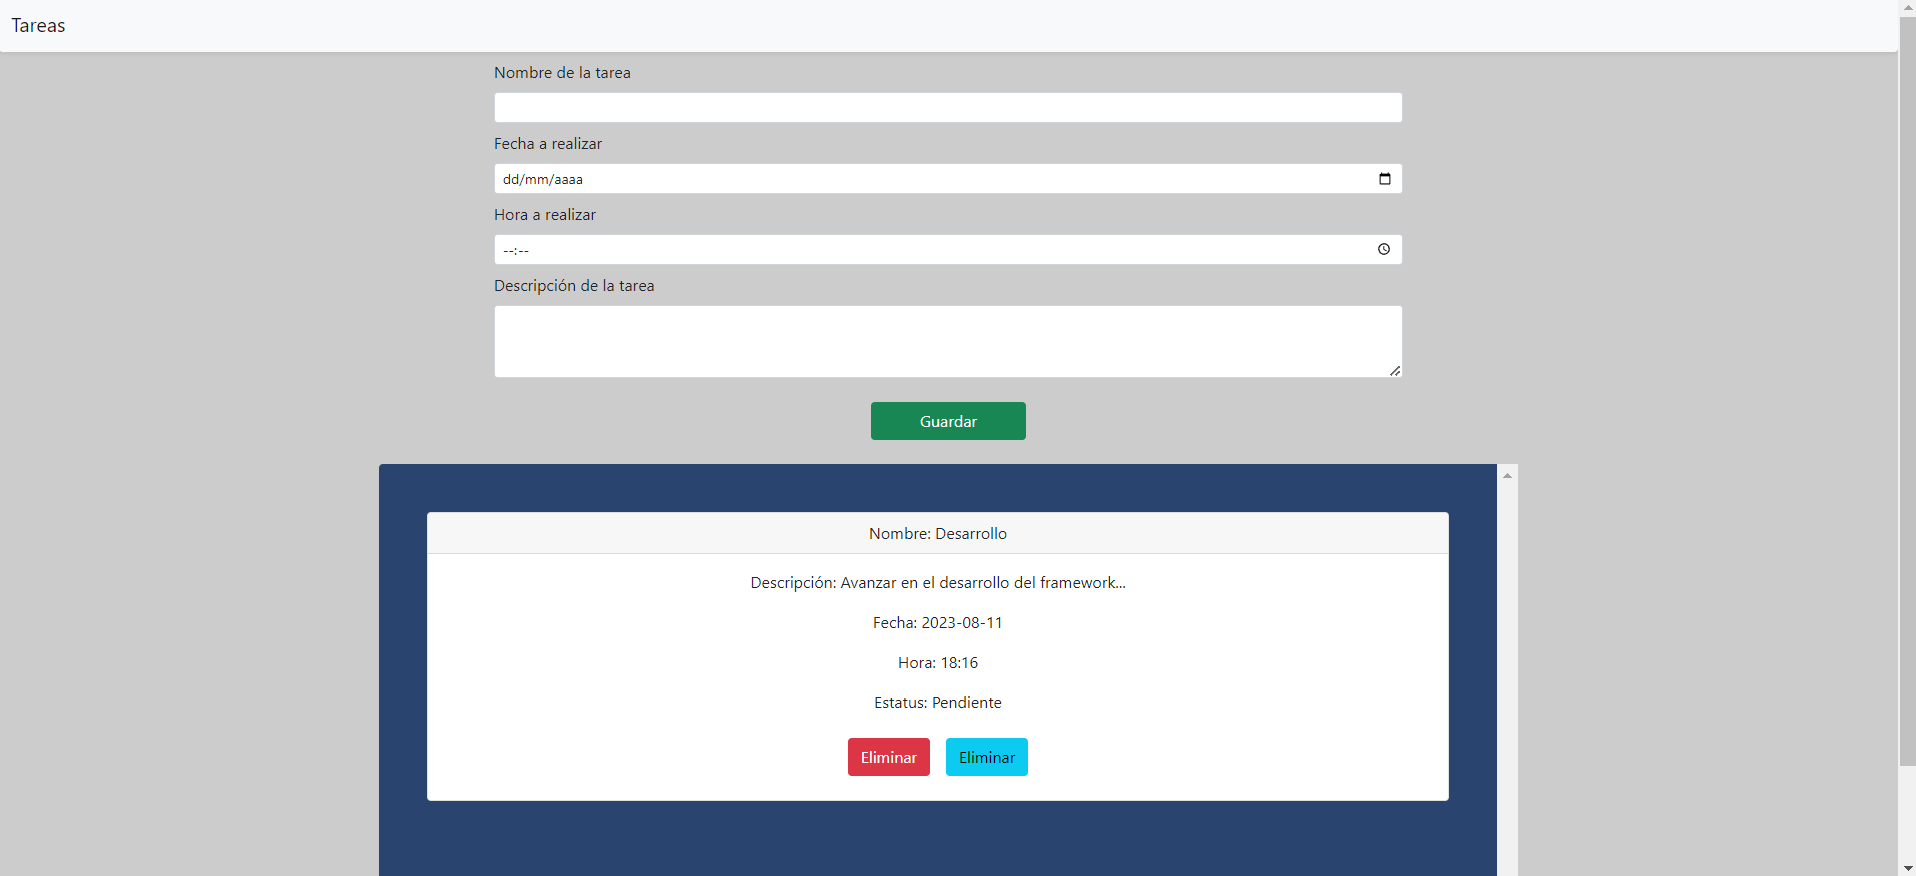 Tareas
Nombre de la tarea
Fecha a realizar
dd/mm/aaaa
Hora a realizar
--:--
Descripción de la tarea
Guardar
Nombre: Desarrollo
Descripción: Avanzar en el desarrollo del framework...
Fecha: 2023-08-11
Hora: 18:16
Estatus: Pendiente
Eliminar Eliminar